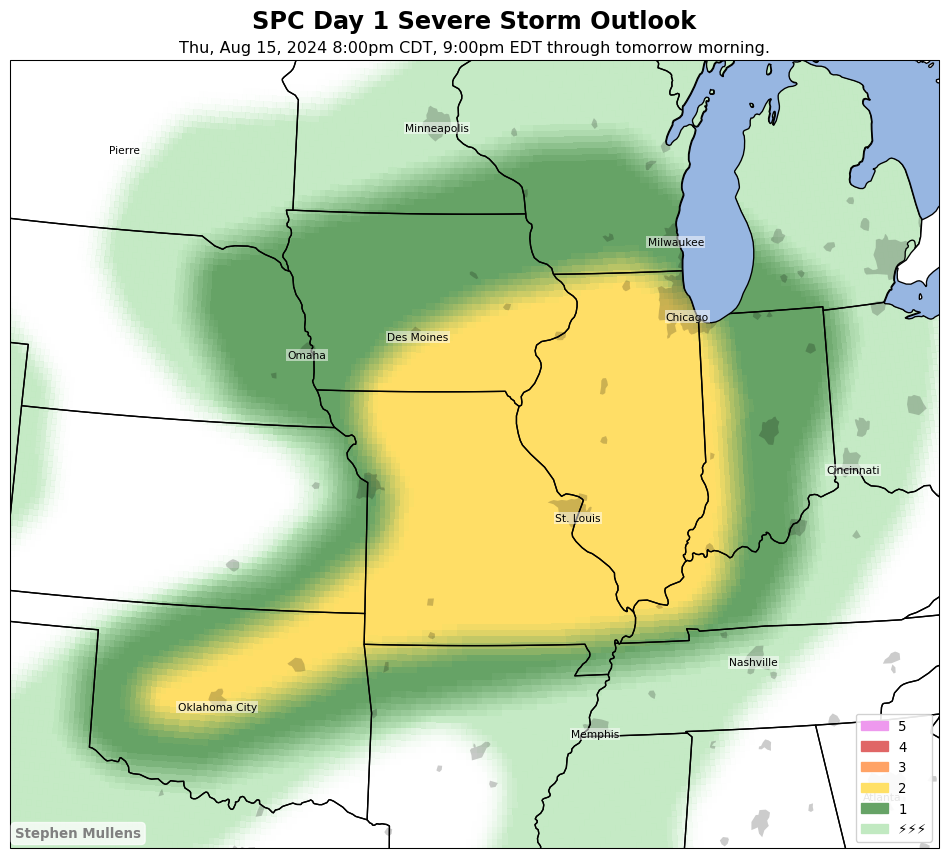 SPC Day 1 Severe Storm Outlook
Thu, Aug 15, 2024 8:00pm CDT, 9:00pm EDT through tomorrow morning.
Minneapolis
Pierre
Milwaukee
Chicago
Des Moines
Omaha
Cincinnati
St. Louis
Nashville
Oklahoma City
Memphis
5
4
3
2
Atlanta
1
⚡⚡⚡
Stephen Mullens